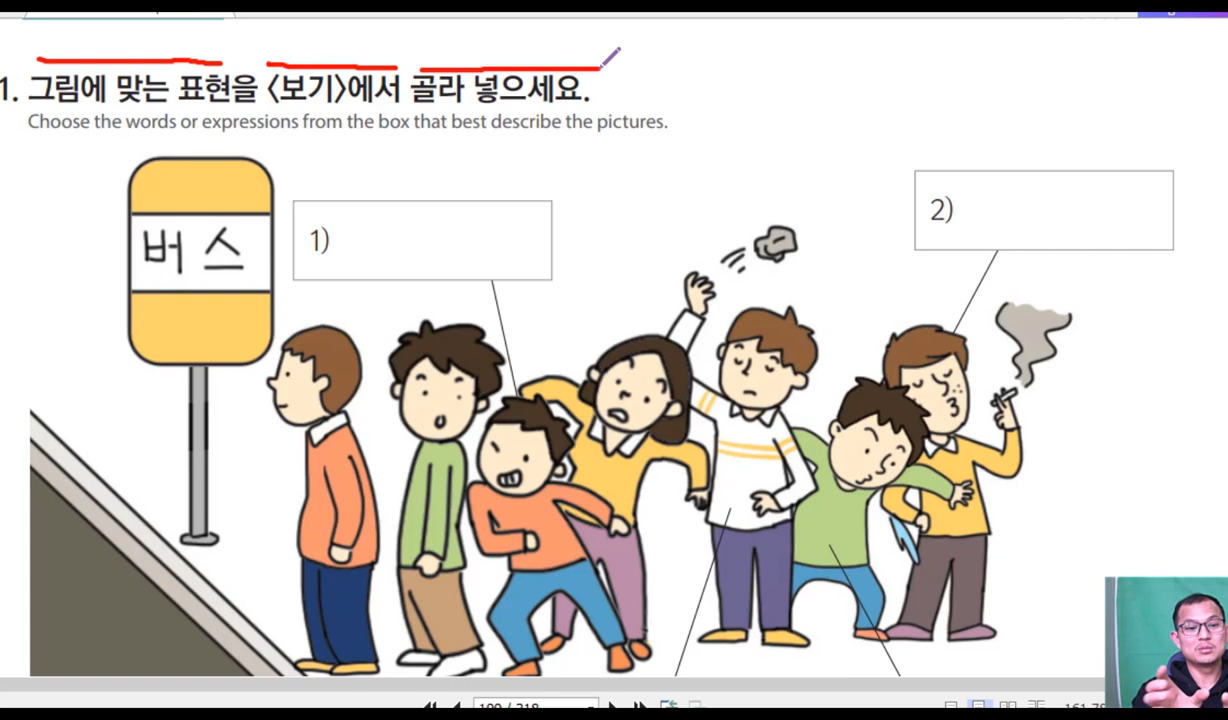 1. 그림에 맞는 표현을 〈보기〉에서 골라 넣으세요.
Choose the words or expressions from the box that best describe the pictures.
2)
1)
버스